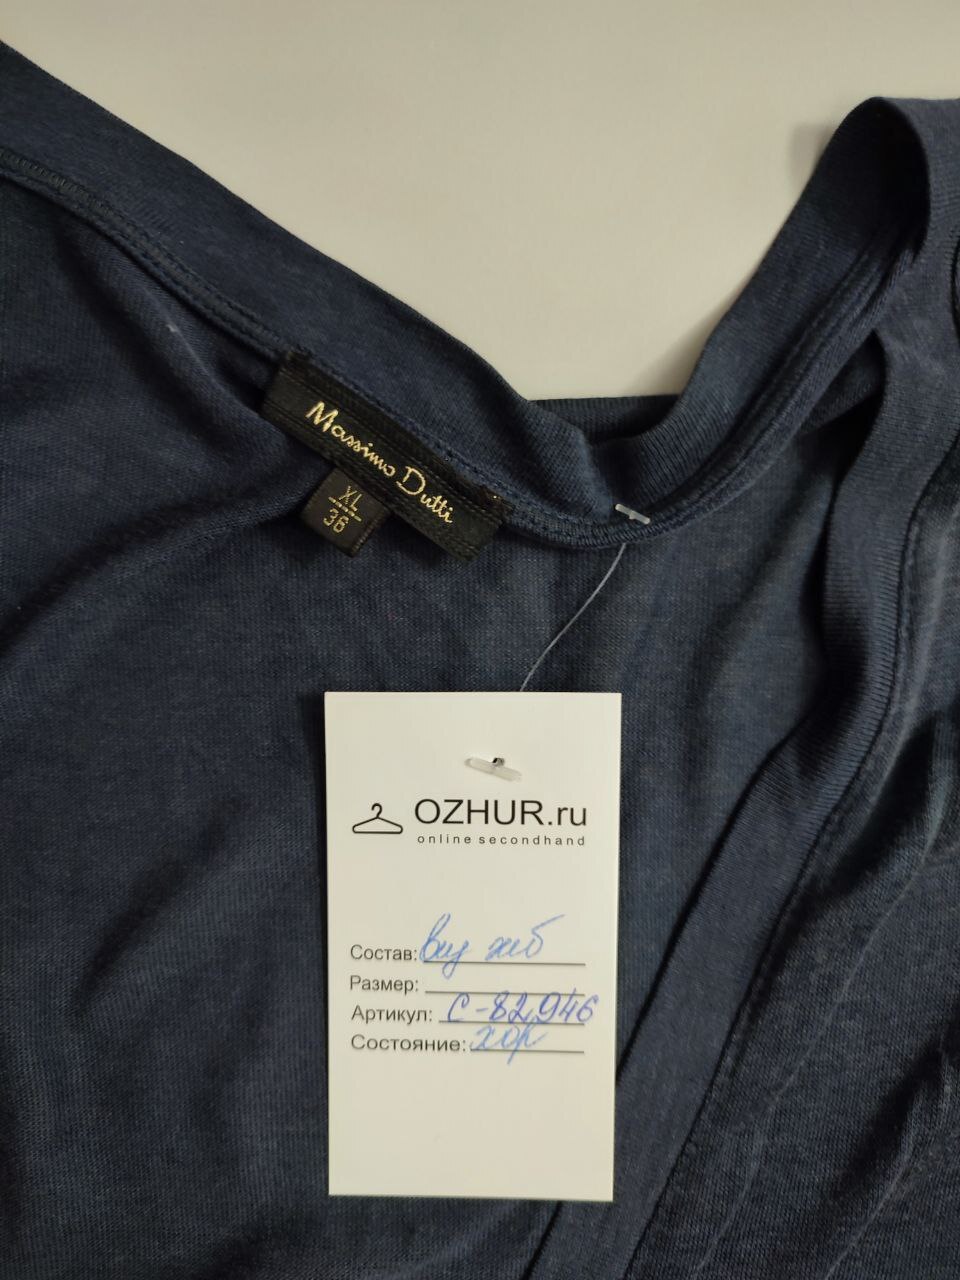 Massimo Dutti
XL
36
OZHUR.ru
online secondhand
Состав: виз хб
Размер:
Артикул: С-82946
Состояние: хор